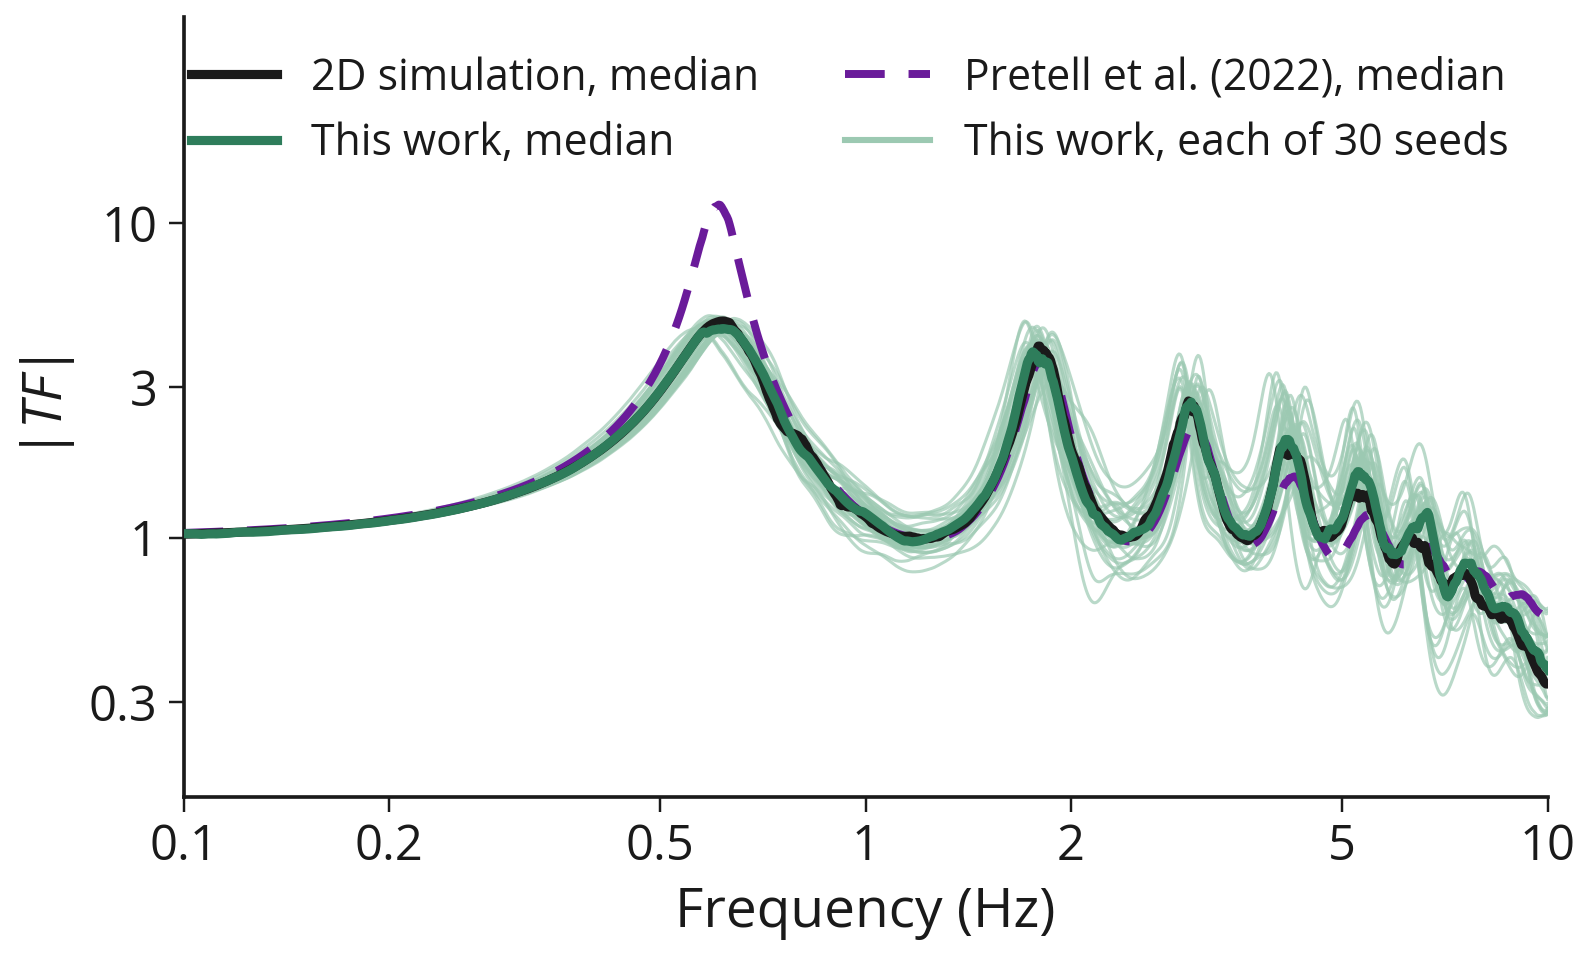 2D simulation, median
This work, median
Pretell et al. (2022), median
This work, each of 30 seeds
|TF|
10
3
1
0.3
0.1 0.2 0.5 1 2 5 10
Frequency (Hz)